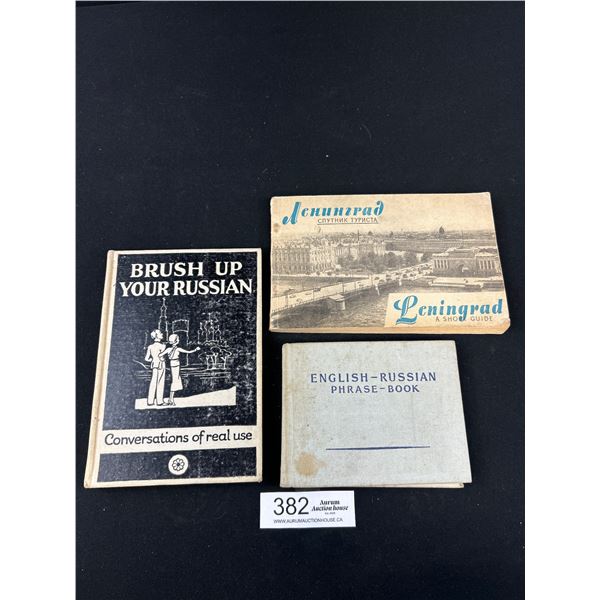 Ленинград
СПУТНИК ТУРИСТА
Leningrad
A SHORT GUIDE
BRUSH UP
YOUR RUSSIAN
Conversations of real use
ENGLISH–RUSSIAN
PHRASE–BOOK
382
Aurum
Auction house
WWW.AURUMAUCTIONHOUSE.CA